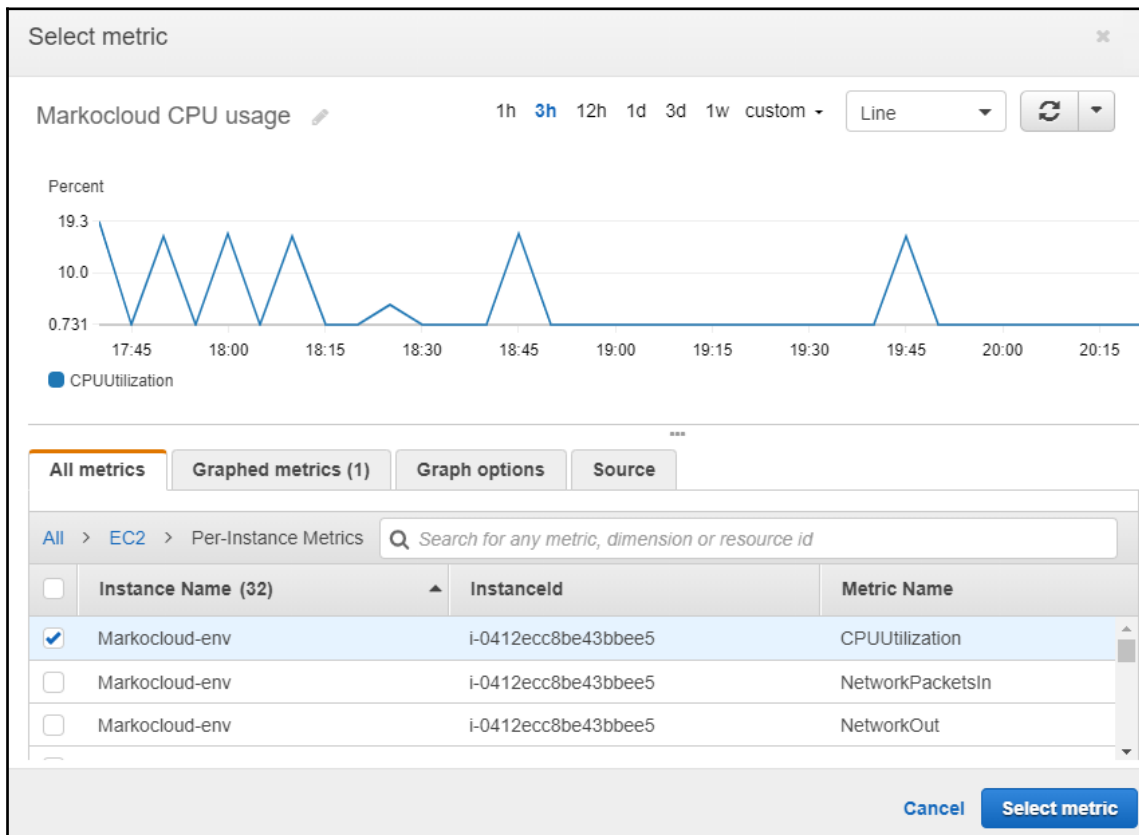 Select metric
Markocloud CPU usage 1h 3h 12h 1d 3d 1w custom Line
Percent
19.3
10.0
0.731
17:45 18:00 18:15 18:30 18:45 19:00 19:15 19:30 19:45 20:00 20:15
CPUUtilization
All metrics Graphed metrics (1) Graph options Source
All > EC2 > Per-Instance Metrics Search for any metric, dimension or resource id
Instance Name (32) InstanceId Metric Name
Markocloud-env i-0412ecc8be43bbee5 CPUUtilization
Markocloud-env i-0412ecc8be43bbee5 NetworkPacketsIn
Markocloud-env i-0412ecc8be43bbee5 NetworkOut
Cancel Select metric